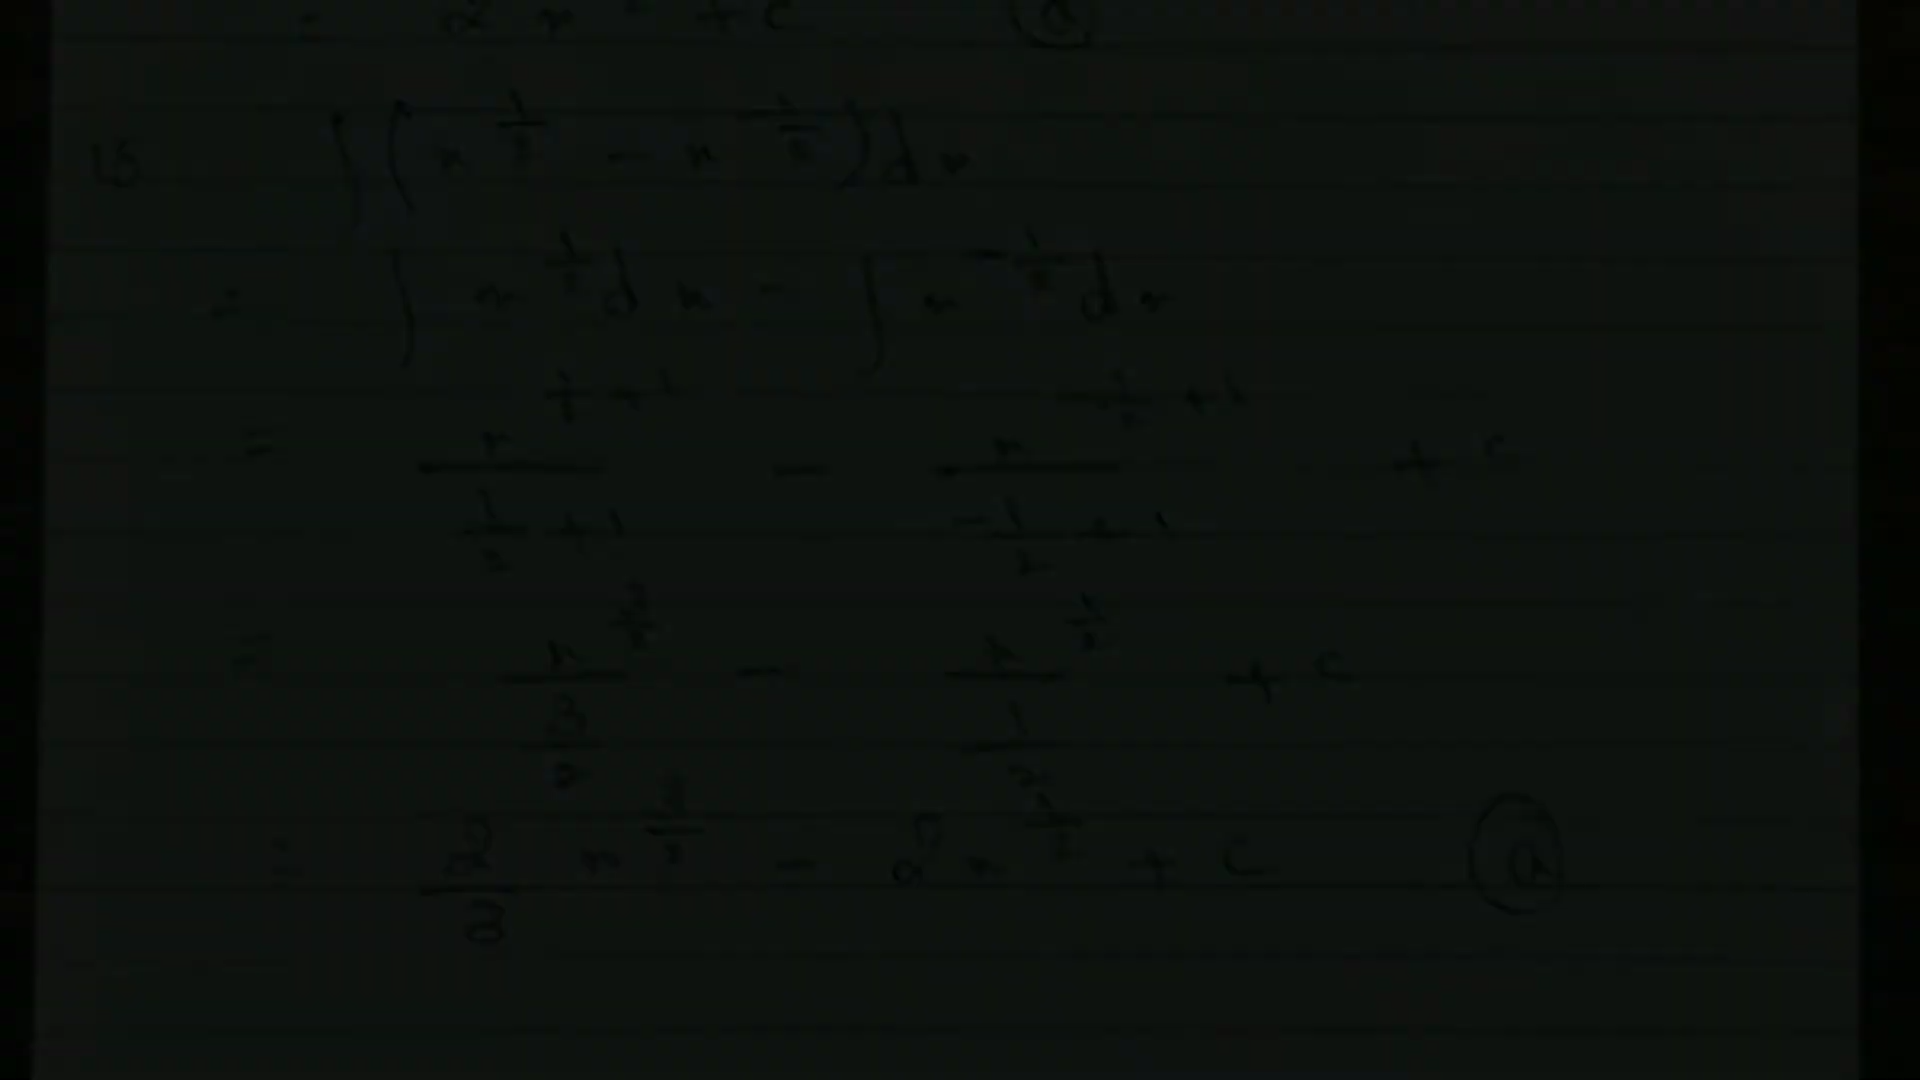 = 2 x + c (a)
15 ∫ (x^{1/2} - x^{-1/2}) dx
= ∫ x^{1/2} dx - ∫ x^{-1/2} dx
= x^{1/2 + 1} / (1/2 + 1) - x^{-1/2 + 1} / (-1/2 + 1) + c
= x^{3/2} / (3/2) - x^{1/2} / (1/2) + c
= 2/3 x^{3/2} - 2 x^{1/2} + c (a)